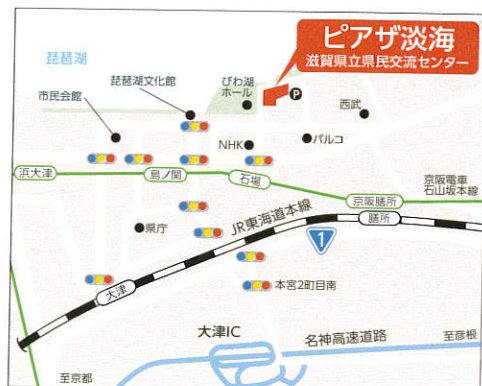 ピアザ淡海
滋賀県立県民交流センター
琵琶湖
琵琶湖文化館
びわ湖
ホール
P
市民会館
西武
NHK
パルコ
浜大津
島ノ関
石場
京阪電車
石山坂本線
京阪膳所
県庁
JR東海道本線
膳所
1
大津
本宮2町目南
大津IC
名神高速道路
至彦根
至京都